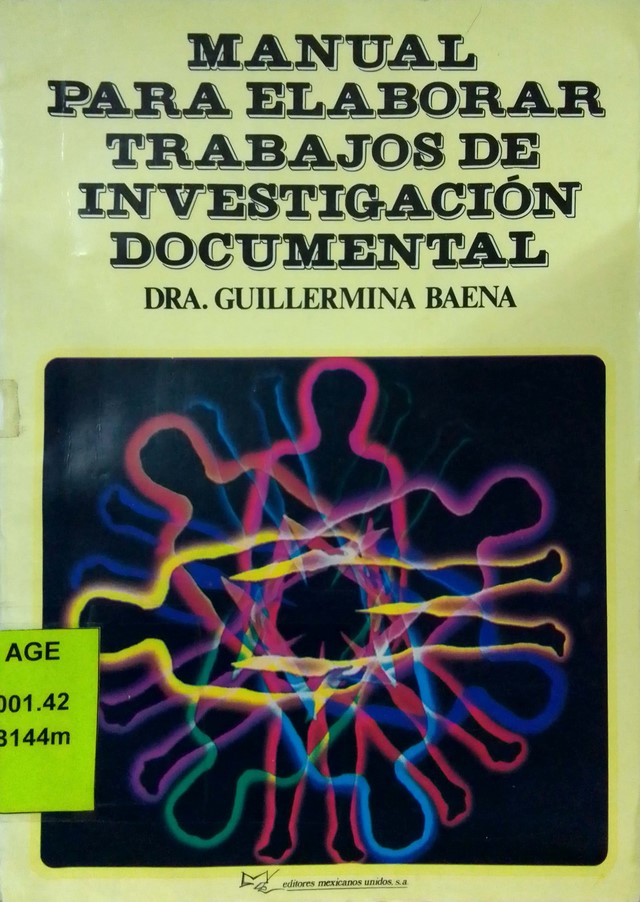 MANUAL
PARA ELABORAR
TRABAJOS DE
INVESTIGACIÓN
DOCUMENTAL
DRA. GUILLERMINA BAENA
AGE
001.42
3144m
editores mexicanos unidos, s.a.